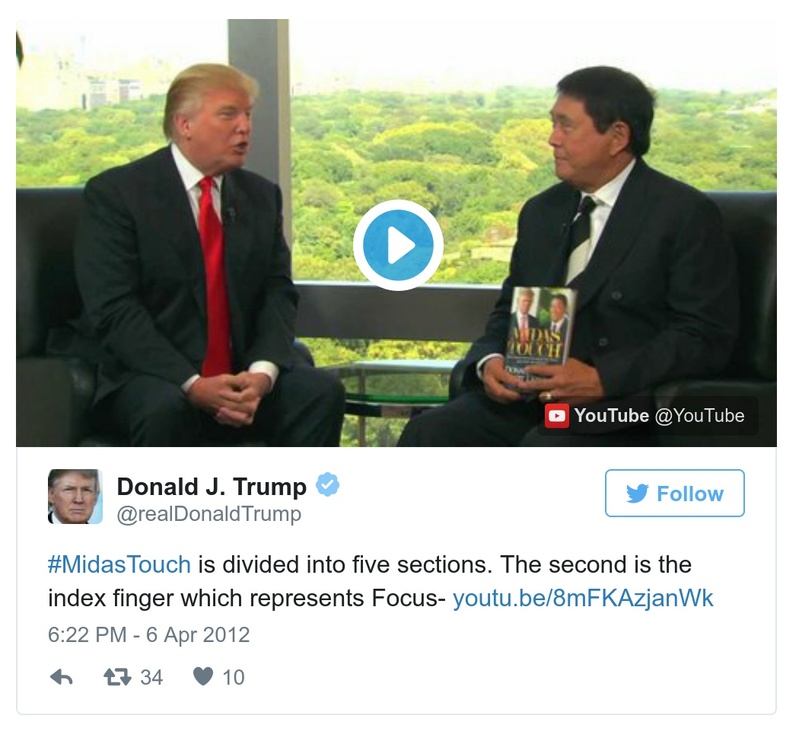 MIDAS
TOUCH
YouTube @YouTube
Donald J. Trump
@realDonaldTrump
Follow
#MidasTouch is divided into five sections. The second is the
index finger which represents Focus- youtu.be/8mFKAzjanWk
6:22 PM - 6 Apr 2012
34 10